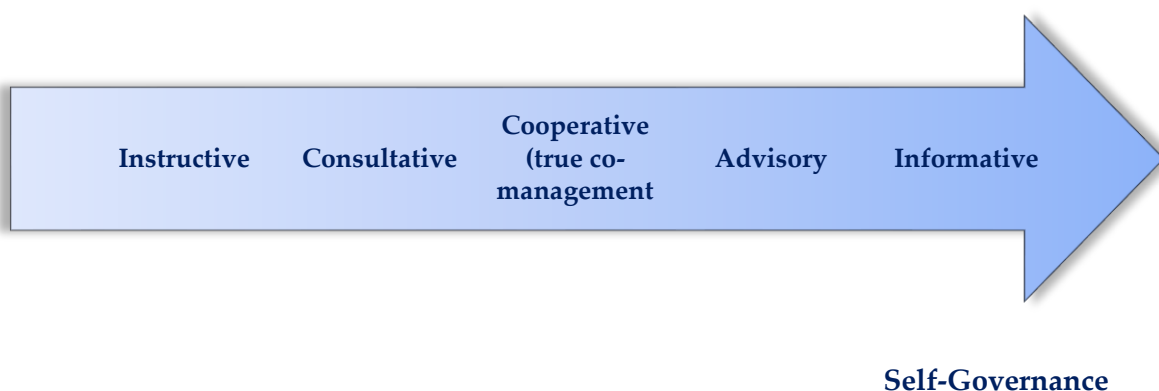 Instructive
Consultative
Cooperative
(true co-
management
Advisory
Informative
Self-Governance